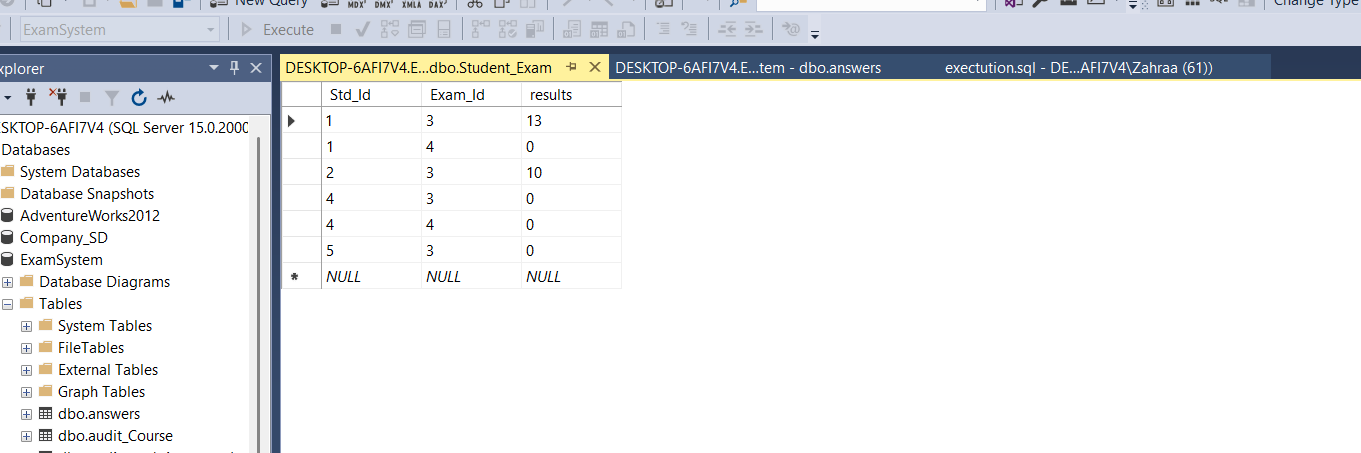 New Query
MDX DMX XMLA DAX
Change Type
ExamSystem
Execute
xplorer
DESKTOP-6AFI7V4.E...dbo.Student_Exam
DESKTOP-6AFI7V4.E...tem - dbo.answers
exectution.sql - DE...AFI7V4\Zahraa (61))
Std_Id Exam_Id results
1 3 13
1 4 0
2 3 10
4 3 0
4 4 0
5 3 0
NULL NULL NULL
SKTOP-6AFI7V4 (SQL Server 15.0.2000
Databases
System Databases
Database Snapshots
AdventureWorks2012
Company_SD
ExamSystem
Database Diagrams
Tables
System Tables
FileTables
External Tables
Graph Tables
dbo.answers
dbo.audit_Course